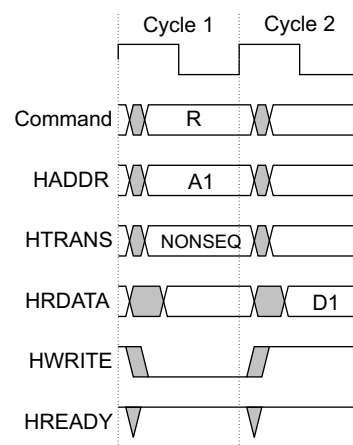 Cycle 1 Cycle 2
Command R
HADDR A1
HTRANS NONSEQ
HRDATA D1
HWRITE
HREADY